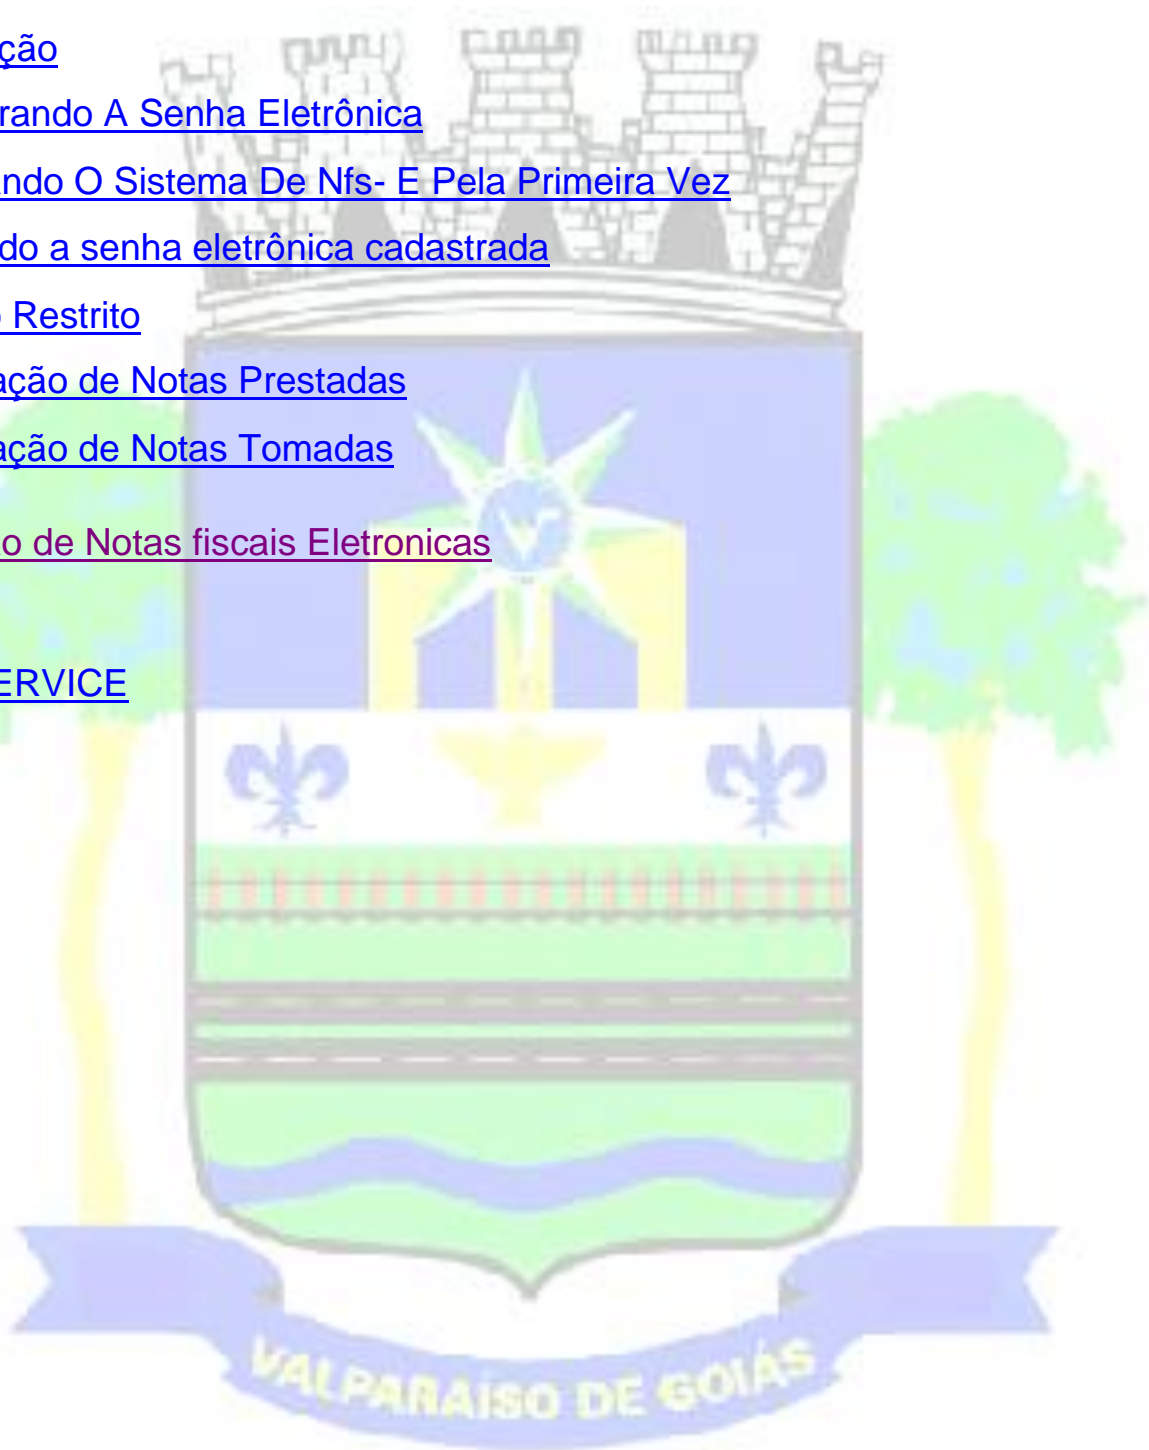 ção
rando A Senha Eletrônica
ndo O Sistema De Nfs- E Pela Primeira Vez
do a senha eletrônica cadastrada
o Restrito
ação de Notas Prestadas
ação de Notas Tomadas
o de Notas fiscais Eletronicas
ERVICE
VALPARAÍSO DE GOIÁS